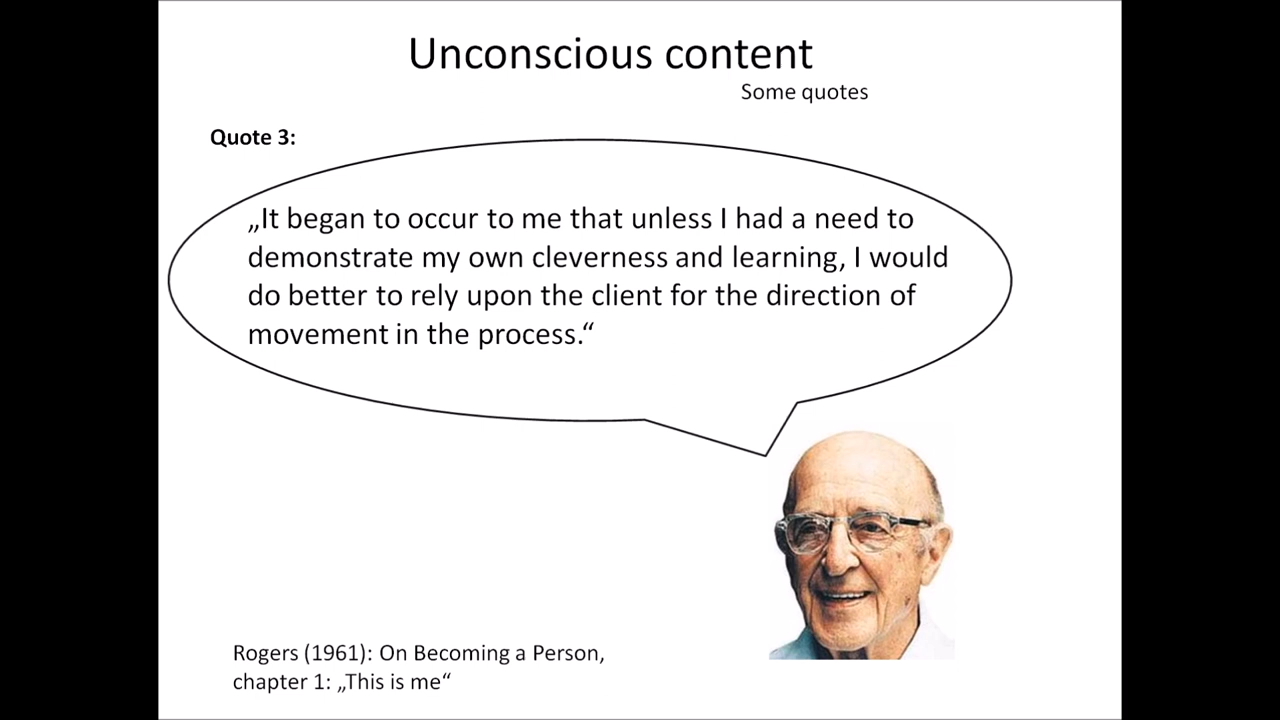 Unconscious content
Some quotes
Quote 3:
„It began to occur to me that unless I had a need to
demonstrate my own cleverness and learning, I would
do better to rely upon the client for the direction of
movement in the process.“
Rogers (1961): On Becoming a Person,
chapter 1: „This is me“